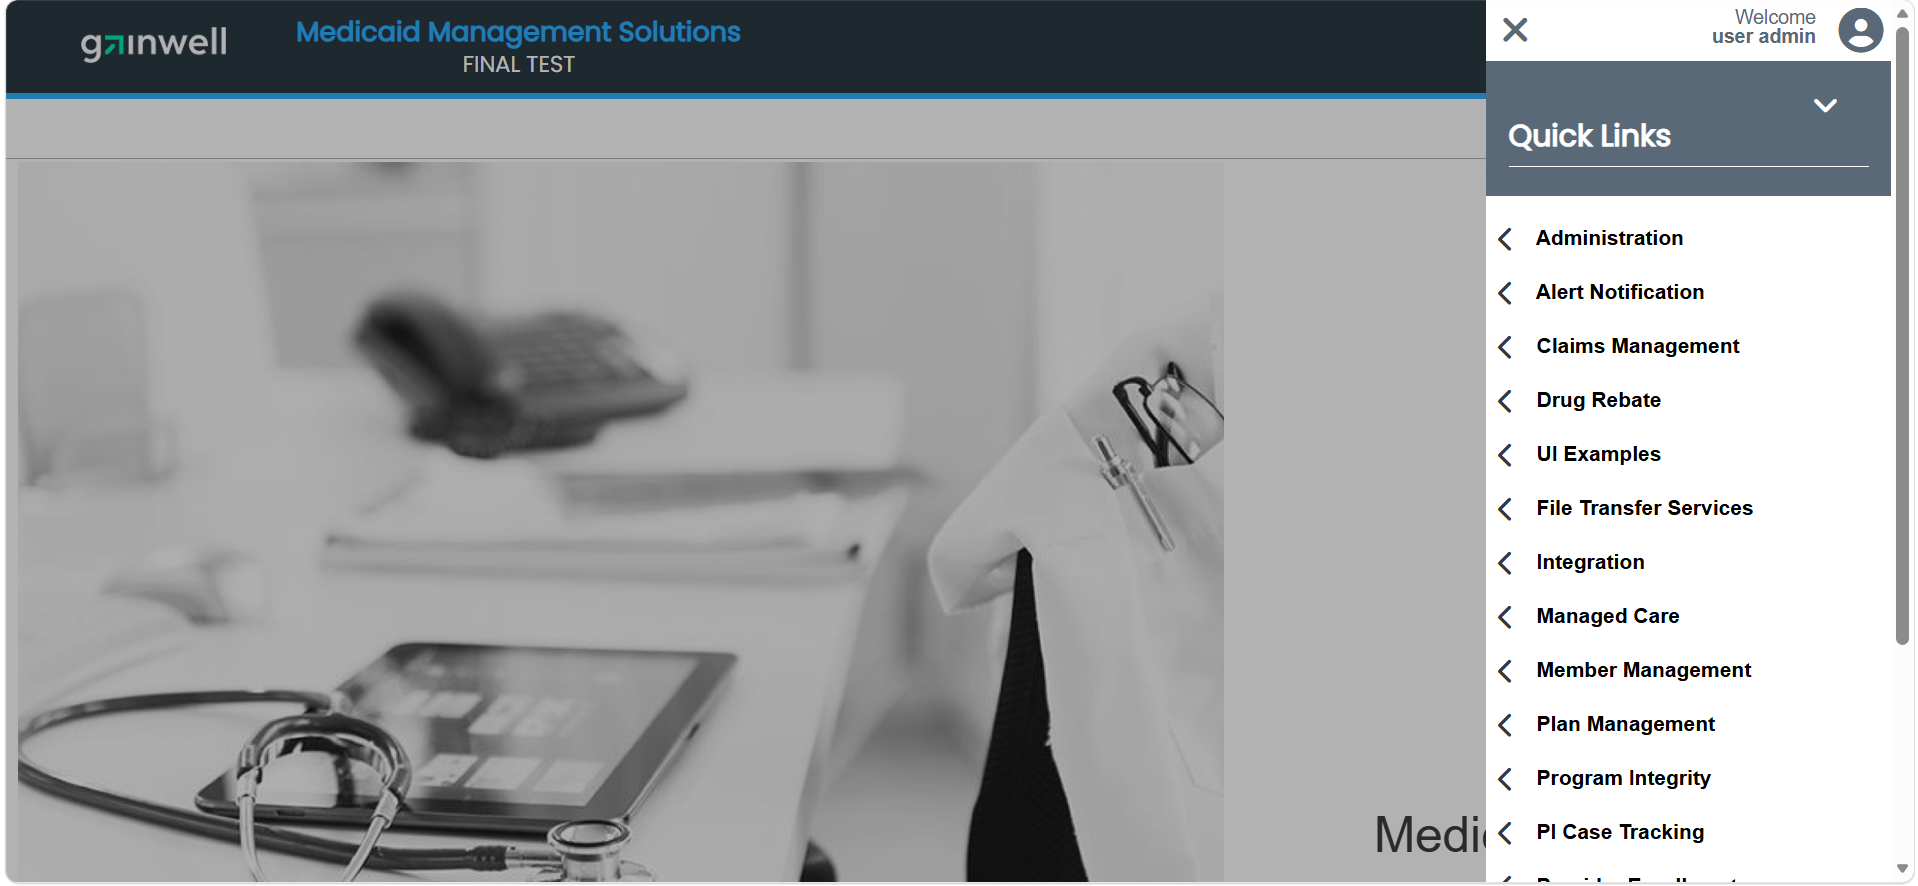 gainwell
Medicaid Management Solutions
FINAL TEST
Welcome
user admin
Quick Links
Administration
Alert Notification
Claims Management
Drug Rebate
UI Examples
File Transfer Services
Integration
Managed Care
Member Management
Plan Management
Program Integrity
PI Case Tracking
Medi